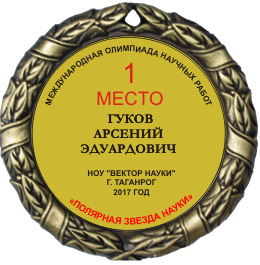 МЕЖДУНАРОДНАЯ ОЛИМПИАДА НАУЧНЫХ РАБОТ
1
МЕСТО
ГУКОВ
АРСЕНИЙ
ЭДУАРДОВИЧ
НОУ "ВЕКТОР НАУКИ"
Г. ТАГАНРОГ
2017 ГОД
«ПОЛЯРНАЯ ЗВЕЗДА НАУКИ»